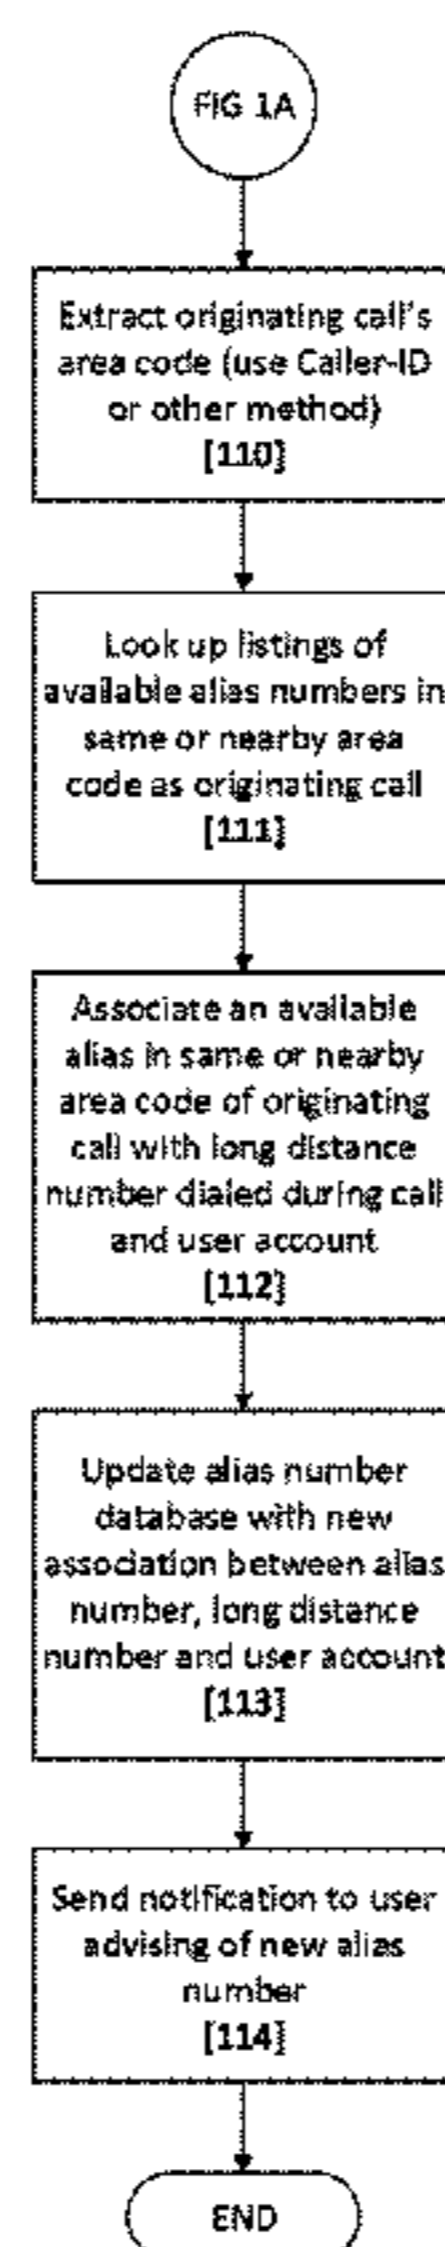 FIG 1A
Extract originating call's
area code (use Caller-ID
or other method)
[110]
Look up listings of
available alias numbers in
same or nearby area
code as originating call
[111]
Associate an available
alias in same or nearby
area code of originating
call with long distance
number dialed during call
and user account
[112]
Update alias number
database with new
association between alias
number, long distance
number and user account
[113]
Send notification to user
advising of new alias
number
[114]
END